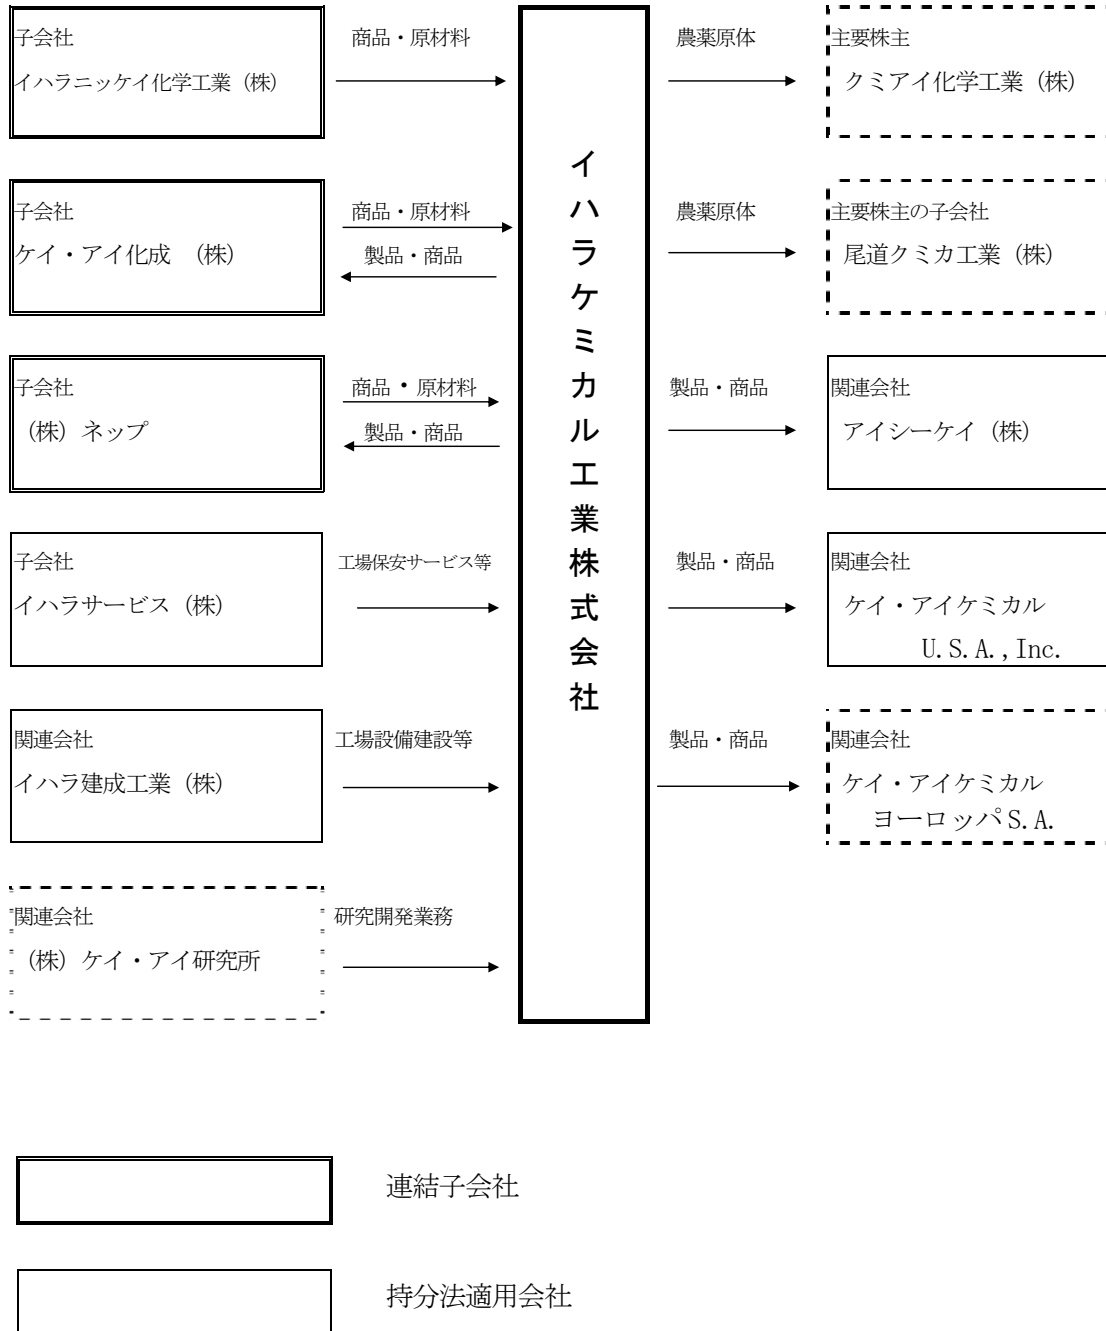 子会社
イハラニッケイ化学工業（株）
商品・原材料
農薬原体
主要株主
クミアイ化学工業（株）
子会社
ケイ・アイ化成　（株）
商品・原材料
製品・商品
農薬原体
主要株主の子会社
尾道クミカ工業（株）
子会社
（株）ネップ
商品・原材料
製品・商品
製品・商品
関連会社
アイシーケイ（株）
子会社
イハラサービス（株）
工場保安サービス等
製品・商品
関連会社
ケイ・アイケミカル
U.S.A.,Inc.
関連会社
イハラ建成工業（株）
工場設備建設等
製品・商品
関連会社
ケイ・アイケミカル
ヨーロッパS.A.
関連会社
（株）ケイ・アイ研究所
研究開発業務
イハラケミカル工業株式会社
連結子会社
持分法適用会社